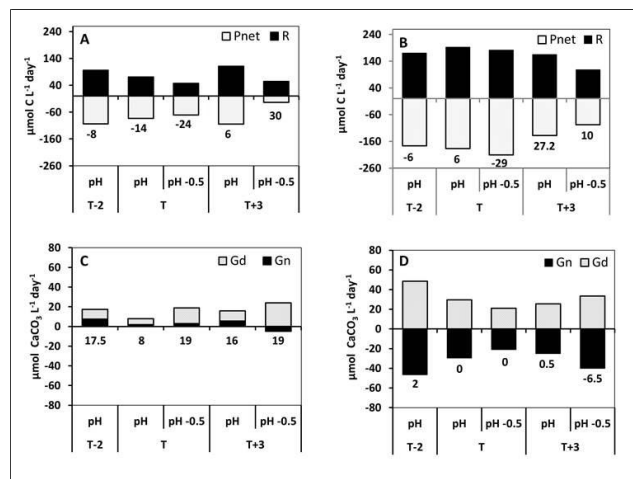 A
Pnet R
240
140
40
-60
-160
-260
µmol C L-1 day-1
-8 -14 -24 6 30
pH pH pH -0.5 pH pH -0.5
T-2 T T+3
B
Pnet R
240
140
40
-60
-160
-260
µmol C L-1 day-1
-6 6 -29 27.2 10
pH pH pH -0.5 pH pH -0.5
T-2 T T+3
C
Gd Gn
80
60
40
20
0
-20
-40
-60
-80
µmol CaCO3 L-1 day-1
17.5 8 19 16 19
pH pH pH -0.5 pH pH -0.5
T-2 T T+3
D
Gn Gd
80
60
40
20
0
-20
-40
-60
-80
µmol CaCO3 L-1 day-1
2 0 0 0.5 -6.5
pH pH pH -0.5 pH pH -0.5
T-2 T T+3